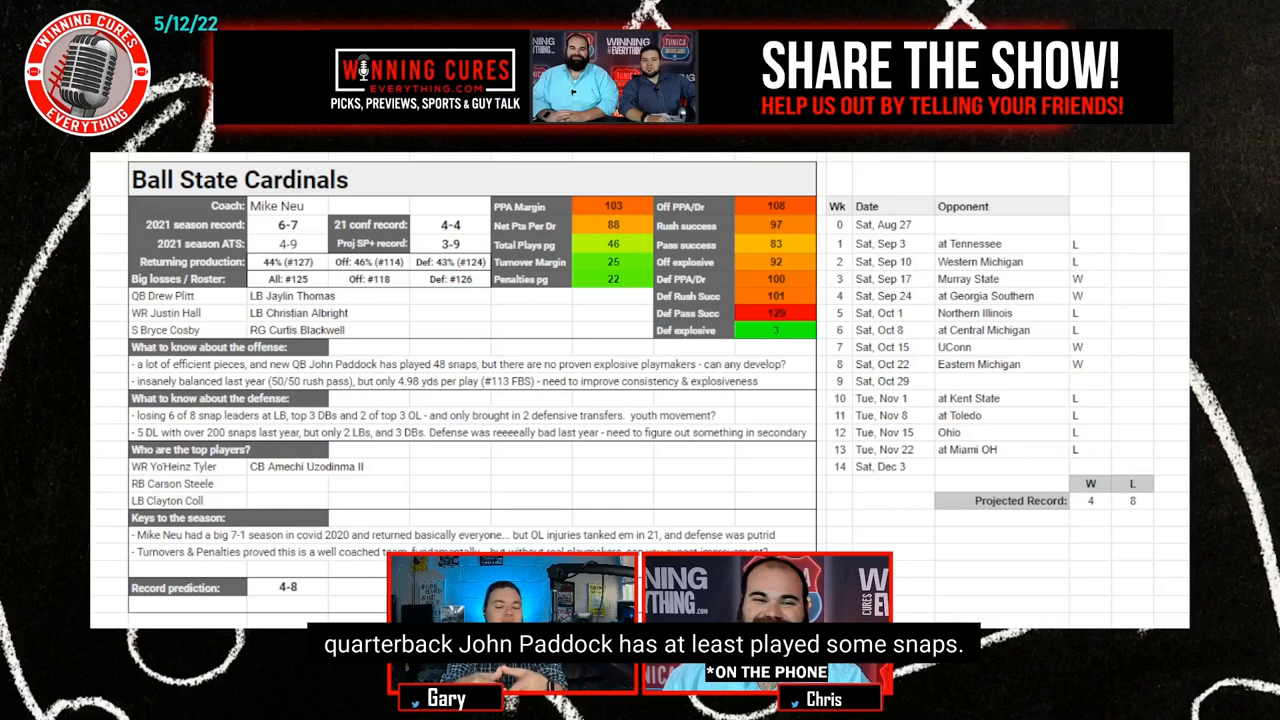 5/12/22
WINNING CURES
EVERYTHING
WINNING CURES
EVERYTHING.COM
PICKS, PREVIEWS, SPORTS & GUY TALK
WINNING
TUNICA
SHARE THE SHOW!
HELP US OUT BY TELLING YOUR FRIENDS!
Ball State Cardinals
Coach: Mike Neu
2021 season record: 6-7 21 conf record: 4-4
2021 season ATS: 4-9 Proj SP+ record: 3-9
Returning production: 44% (#127) Off: 46% (#114) Def: 43% (#124)
Big losses / Roster: All: #125 Off: #118 Def: #126
QB Drew Plitt LB Jaylin Thomas
WR Justin Hall LB Christian Albright
S Bryce Cosby RG Curtis Blackwell
PPA Margin 103 Off PPA/Dr 108
Net Pts Per Dr 88 Rush success 97
Total Plays pg 46 Pass success 83
Turnover Margin 25 Off explosive 92
Penalties pg 22 Def PPA/Dr 100
Def Rush Succ 101
Def Pass Succ 129
Def explosive 3
What to know about the offense:
- a lot of efficient pieces, and new QB John Paddock has played 48 snaps, but there are no proven explosive playmakers - can any develop?
- insanely balanced last year (50/50 rush pass), but only 4.98 yds per play (#113 FBS) - need to improve consistency & explosiveness
What to know about the defense:
- losing 6 of 8 snap leaders at LB, top 3 DBs and 2 of top 3 OL - and only brought in 2 defensive transfers. youth movement?
- 5 DL with over 200 snaps last year, but only 2 LBs, and 3 DBs. Defense was reeeeally bad last year - need to figure out something in secondary
Who are the top players?
WR Yo'Heinz Tyler CB Amechi Uzodinma II
RB Carson Steele
LB Clayton Coll
Keys to the season:
- Mike Neu had a big 7-1 season in covid 2020 and returned basically everyone... but OL injuries tanked em in 21, and defense was putrid
- Turnovers & Penalties proved this is a well coached team, fundamentally - but without real playmakers, can you expect improvement?
Record prediction: 4-8
Wk Date Opponent
0 Sat, Aug 27
1 Sat, Sep 3 at Tennessee L
2 Sat, Sep 10 Western Michigan L
3 Sat, Sep 17 Murray State W
4 Sat, Sep 24 at Georgia Southern W
5 Sat, Oct 1 Northern Illinois L
6 Sat, Oct 8 at Central Michigan L
7 Sat, Oct 15 UConn W
8 Sat, Oct 22 Eastern Michigan W
9 Sat, Oct 29
10 Tue, Nov 1 at Kent State L
11 Tue, Nov 8 at Toledo L
12 Tue, Nov 15 Ohio L
13 Tue, Nov 22 at Miami OH L
14 Sat, Dec 3
W L
Projected Record: 4 8
quarterback John Paddock has at least played some snaps.
*ON THE PHONE
Gary
Chris